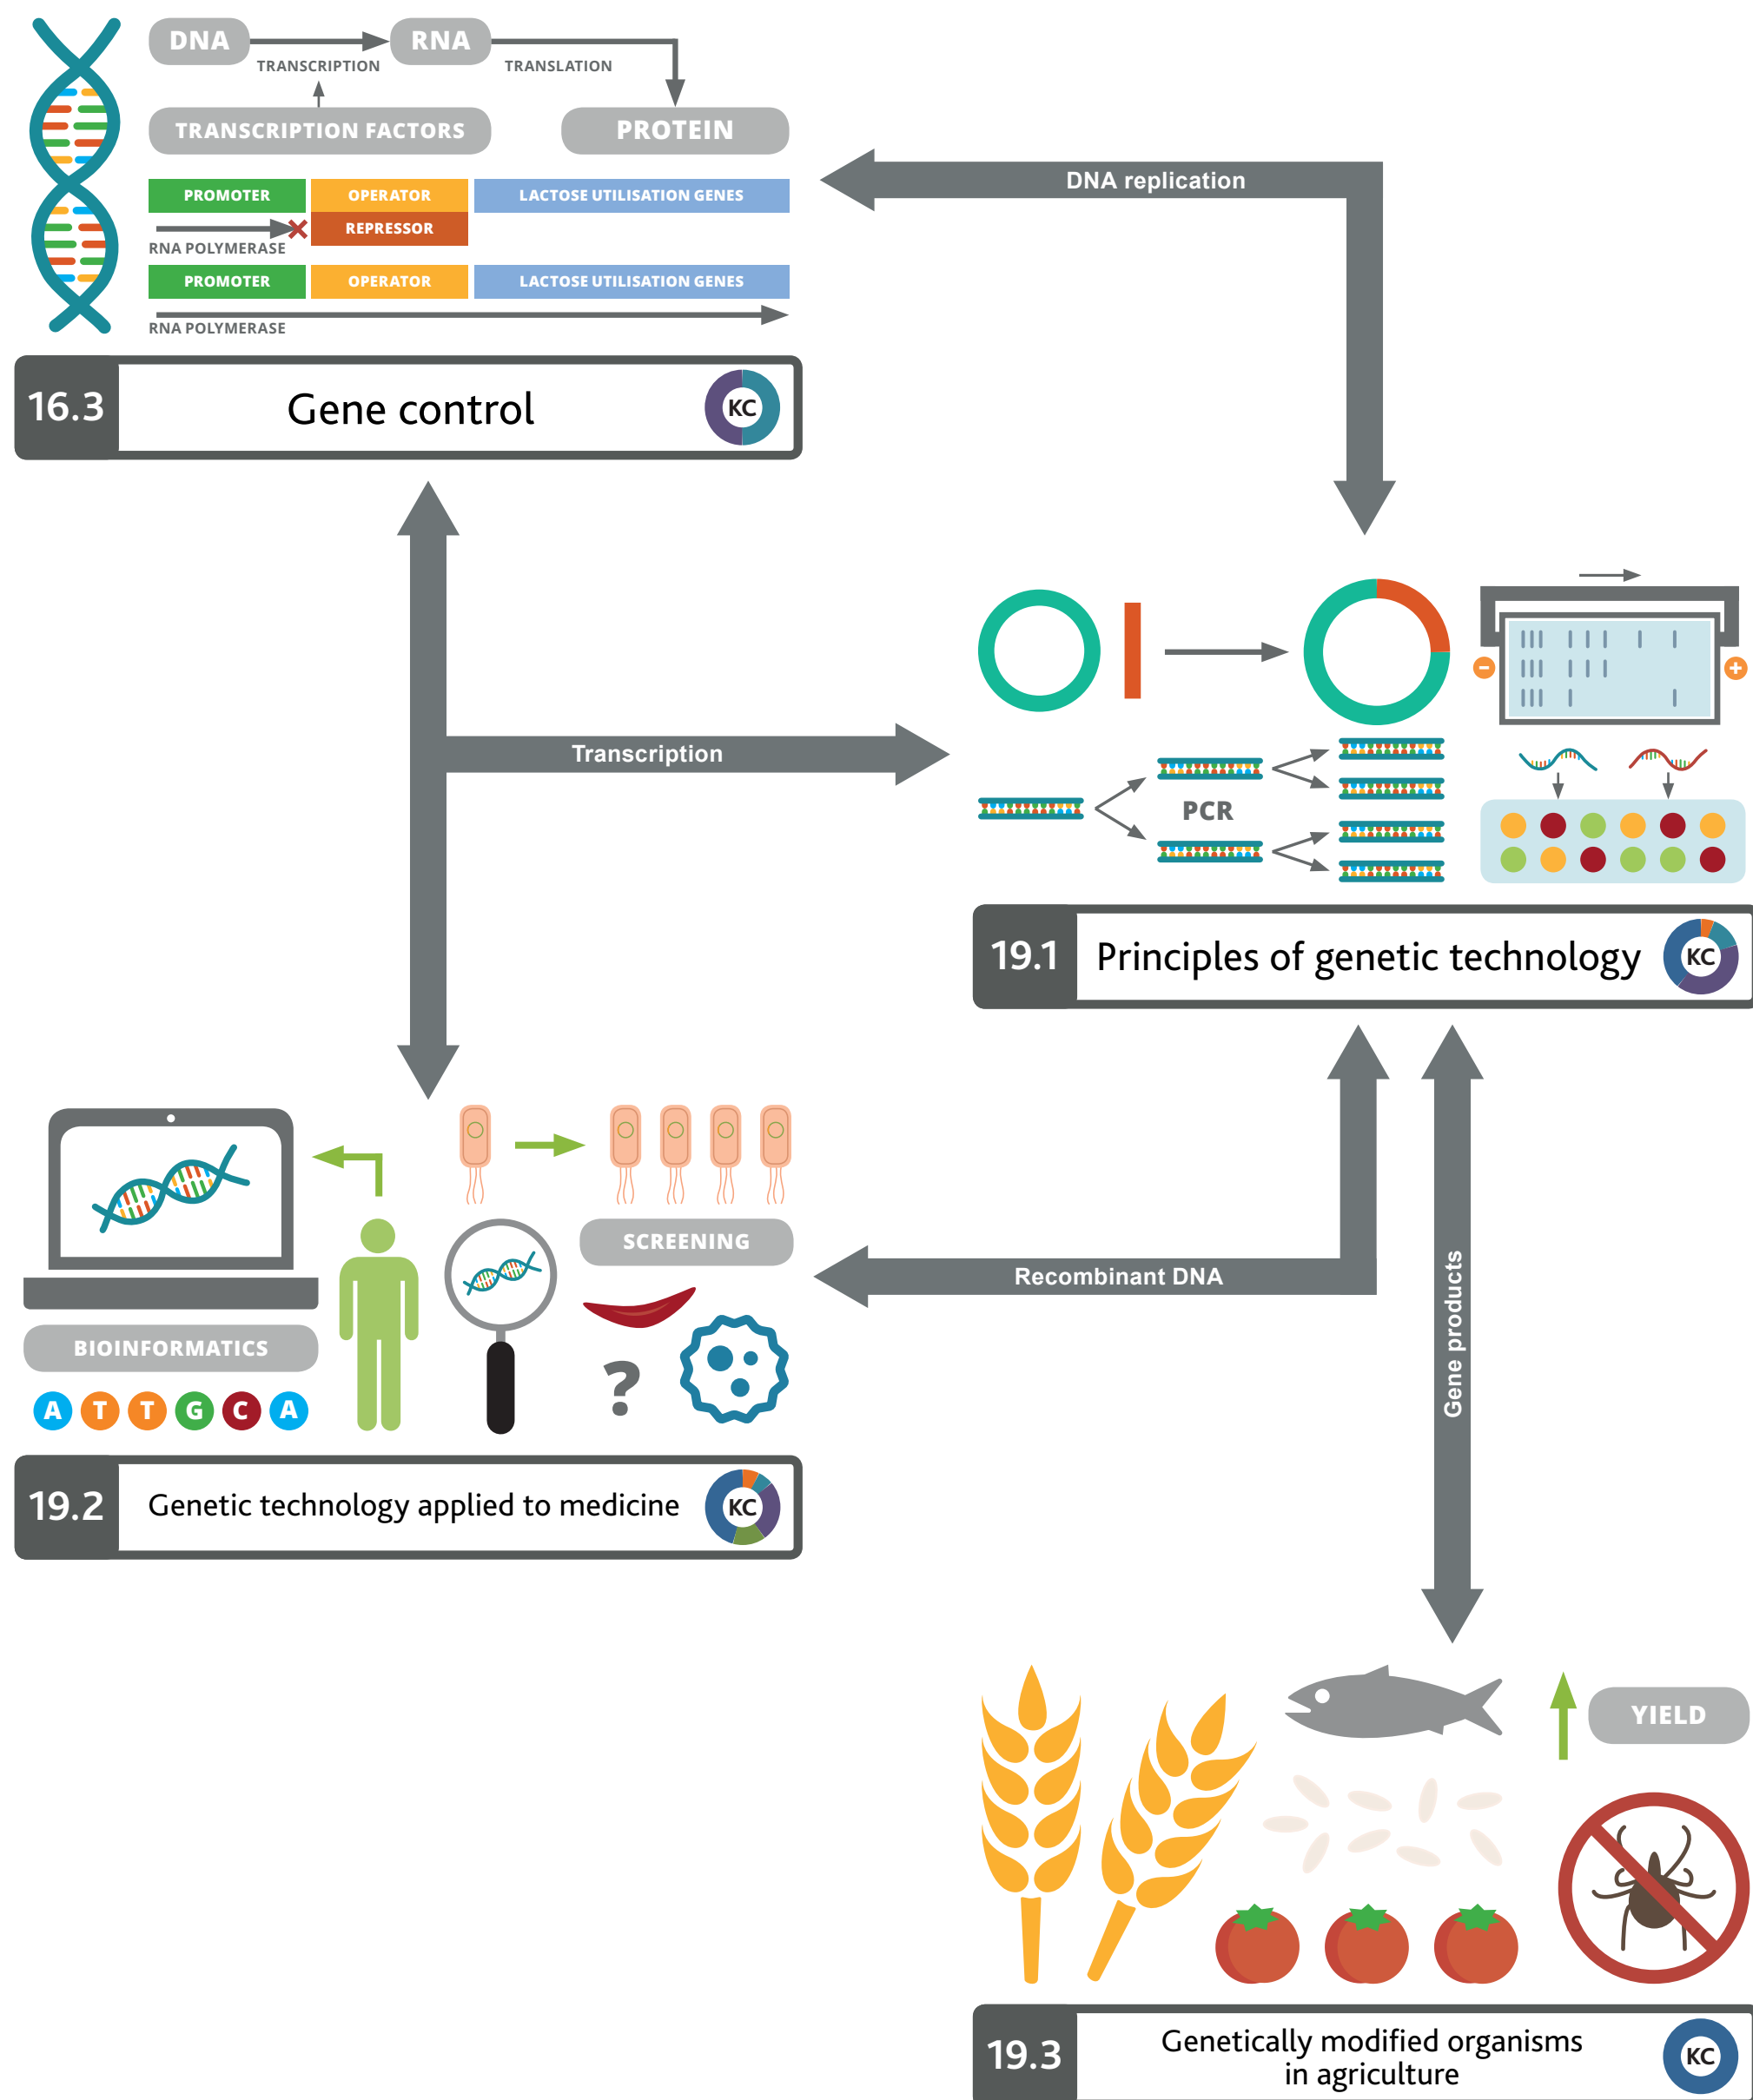 DNA
RNA
TRANSCRIPTION
TRANSLATION
TRANSCRIPTION FACTORS
PROTEIN
PROMOTER OPERATOR LACTOSE UTILISATION GENES
REPRESSOR
RNA POLYMERASE
PROMOTER OPERATOR LACTOSE UTILISATION GENES
RNA POLYMERASE
16.3 Gene control KC
DNA replication
Transcription
PCR
19.1 Principles of genetic technology KC
SCREENING
BIOINFORMATICS
?
A T T G C A
19.2 Genetic technology applied to medicine KC
Recombinant DNA
Gene products
YIELD
19.3 Genetically modified organisms
in agriculture KC